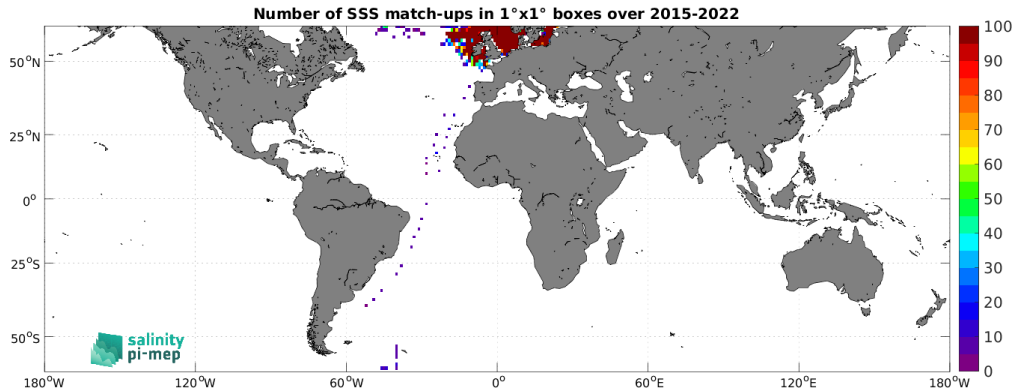 Number of SSS match-ups in 1°x1° boxes over 2015-2022
100
90
80
70
60
50
40
30
20
10
0
50°N
25°N
0°
25°S
50°S
salinity
pi-mep
180°W
120°W
60°W
0°
60°E
120°E
180°W